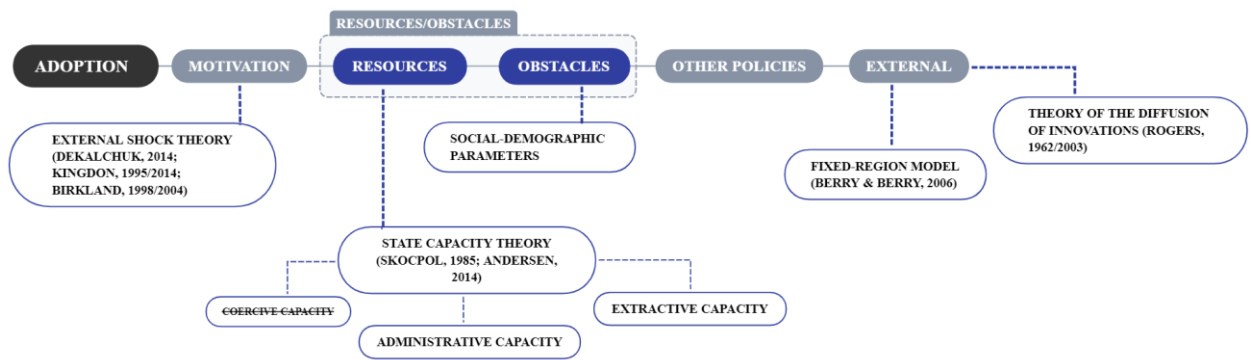 RESOURCES/OBSTACLES
ADOPTION
MOTIVATION
RESOURCES
OBSTACLES
OTHER POLICIES
EXTERNAL
EXTERNAL SHOCK THEORY
(DEKALCHUK, 2014;
KINGDON, 1995/2014;
BIRKLAND, 1998/2004)
SOCIAL-DEMOGRAPHIC
PARAMETERS
FIXED-REGION MODEL
(BERRY & BERRY, 2006)
THEORY OF THE DIFFUSION
OF INNOVATIONS (ROGERS,
1962/2003)
STATE CAPACITY THEORY
(SKOCPOL, 1985; ANDERSEN,
2014)
COERCIVE CAPACITY
ADMINISTRATIVE CAPACITY
EXTRACTIVE CAPACITY